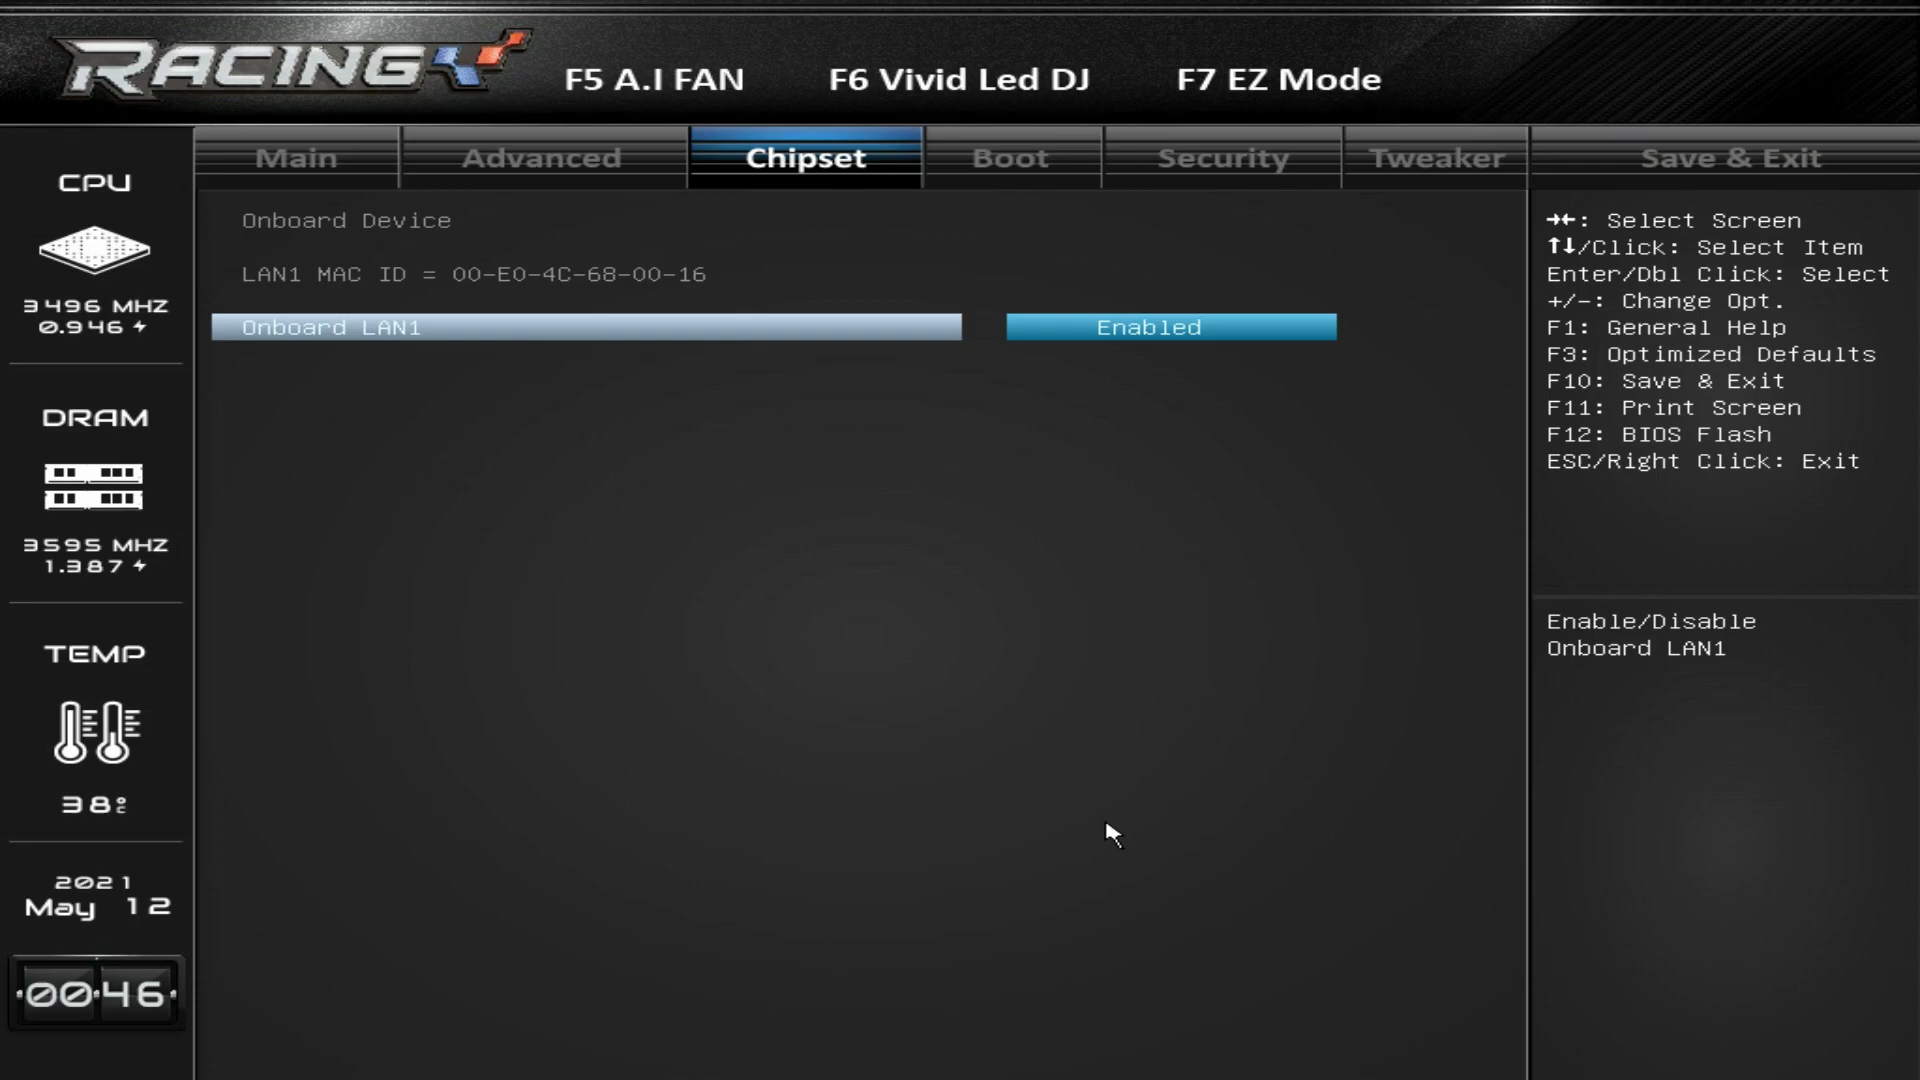 RACING
F5 A.I FAN F6 Vivid Led DJ F7 EZ Mode
Main Advanced Chipset Boot Security Tweaker Save & Exit
CPU
3496 MHZ
0.946
DRAM
3595 MHZ
1.387
TEMP
38°C
2021
May 12
00 46
Onboard Device
LAN1 MAC ID = 00-E0-4C-68-00-16
Onboard LAN1 Enabled
→←: Select Screen
↑↓/Click: Select Item
Enter/Dbl Click: Select
+/-: Change Opt.
F1: General Help
F3: Optimized Defaults
F10: Save & Exit
F11: Print Screen
F12: BIOS Flash
ESC/Right Click: Exit
Enable/Disable
Onboard LAN1